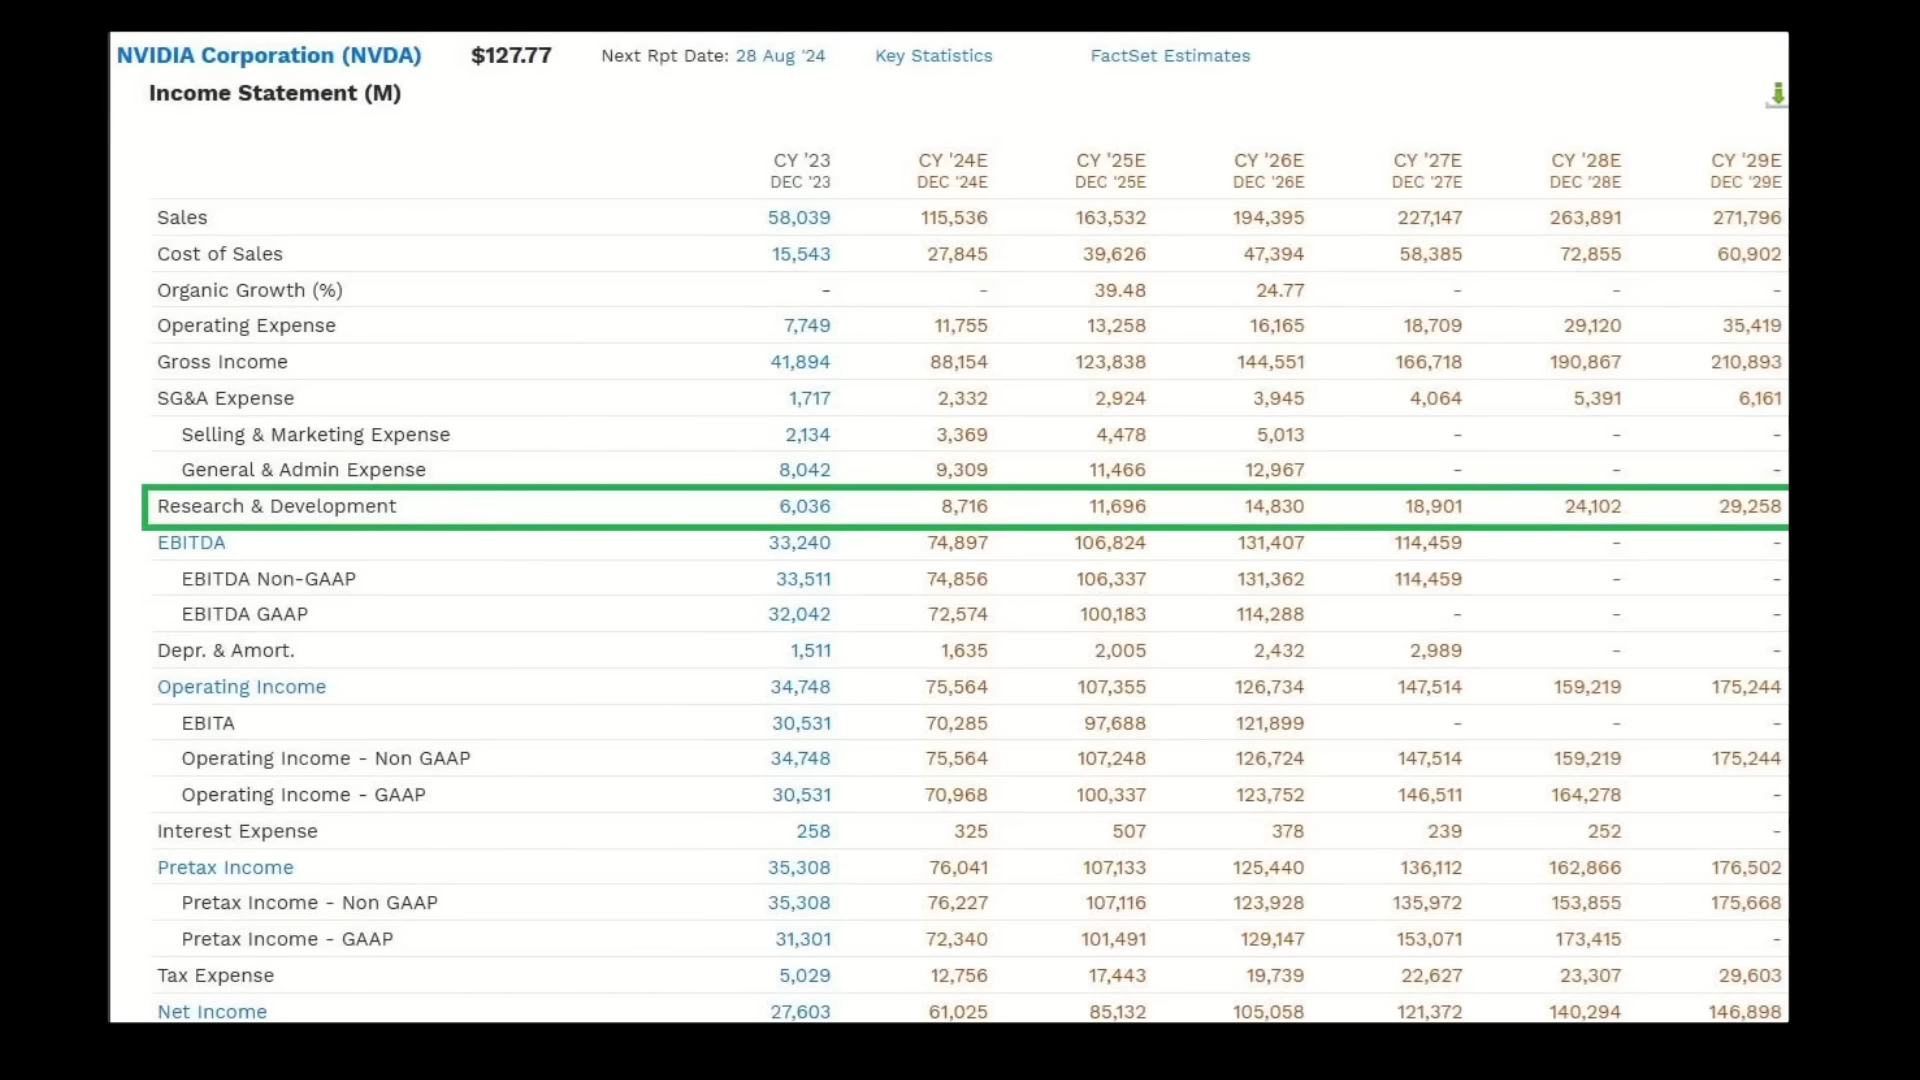 NVIDIA Corporation (NVDA) $127.77 Next Rpt Date: 28 Aug '24 Key Statistics FactSet Estimates
Income Statement (M)
CY '23 CY '24E CY '25E CY '26E CY '27E CY '28E CY '29E
DEC '23 DEC '24E DEC '25E DEC '26E DEC '27E DEC '28E DEC '29E
Sales 58,039 115,536 163,532 194,395 227,147 263,891 271,796
Cost of Sales 15,543 27,845 39,626 47,394 58,385 72,855 60,902
Organic Growth (%) - - 39.48 24.77 - - -
Operating Expense 7,749 11,755 13,258 16,165 18,709 29,120 35,419
Gross Income 41,894 88,154 123,838 144,551 166,718 190,867 210,893
SG&A Expense 1,717 2,332 2,924 3,945 4,064 5,391 6,161
Selling & Marketing Expense 2,134 3,369 4,478 5,013 - - -
General & Admin Expense 8,042 9,309 11,466 12,967 - - -
Research & Development 6,036 8,716 11,696 14,830 18,901 24,102 29,258
EBITDA 33,240 74,897 106,824 131,407 114,459 - -
EBITDA Non-GAAP 33,511 74,856 106,337 131,362 114,459 - -
EBITDA GAAP 32,042 72,574 100,183 114,288 - - -
Depr. & Amort. 1,511 1,635 2,005 2,432 2,989 - -
Operating Income 34,748 75,564 107,355 126,734 147,514 159,219 175,244
EBITA 30,531 70,285 97,688 121,899 - - -
Operating Income - Non GAAP 34,748 75,564 107,248 126,724 147,514 159,219 175,244
Operating Income - GAAP 30,531 70,968 100,337 123,752 146,511 164,278 -
Interest Expense 258 325 507 378 239 252 -
Pretax Income 35,308 76,041 107,133 125,440 136,112 162,866 176,502
Pretax Income - Non GAAP 35,308 76,227 107,116 123,928 135,972 153,855 175,668
Pretax Income - GAAP 31,301 72,340 101,491 129,147 153,071 173,415 -
Tax Expense 5,029 12,756 17,443 19,739 22,627 23,307 29,603
Net Income 27,603 61,025 85,132 105,058 121,372 140,294 146,898